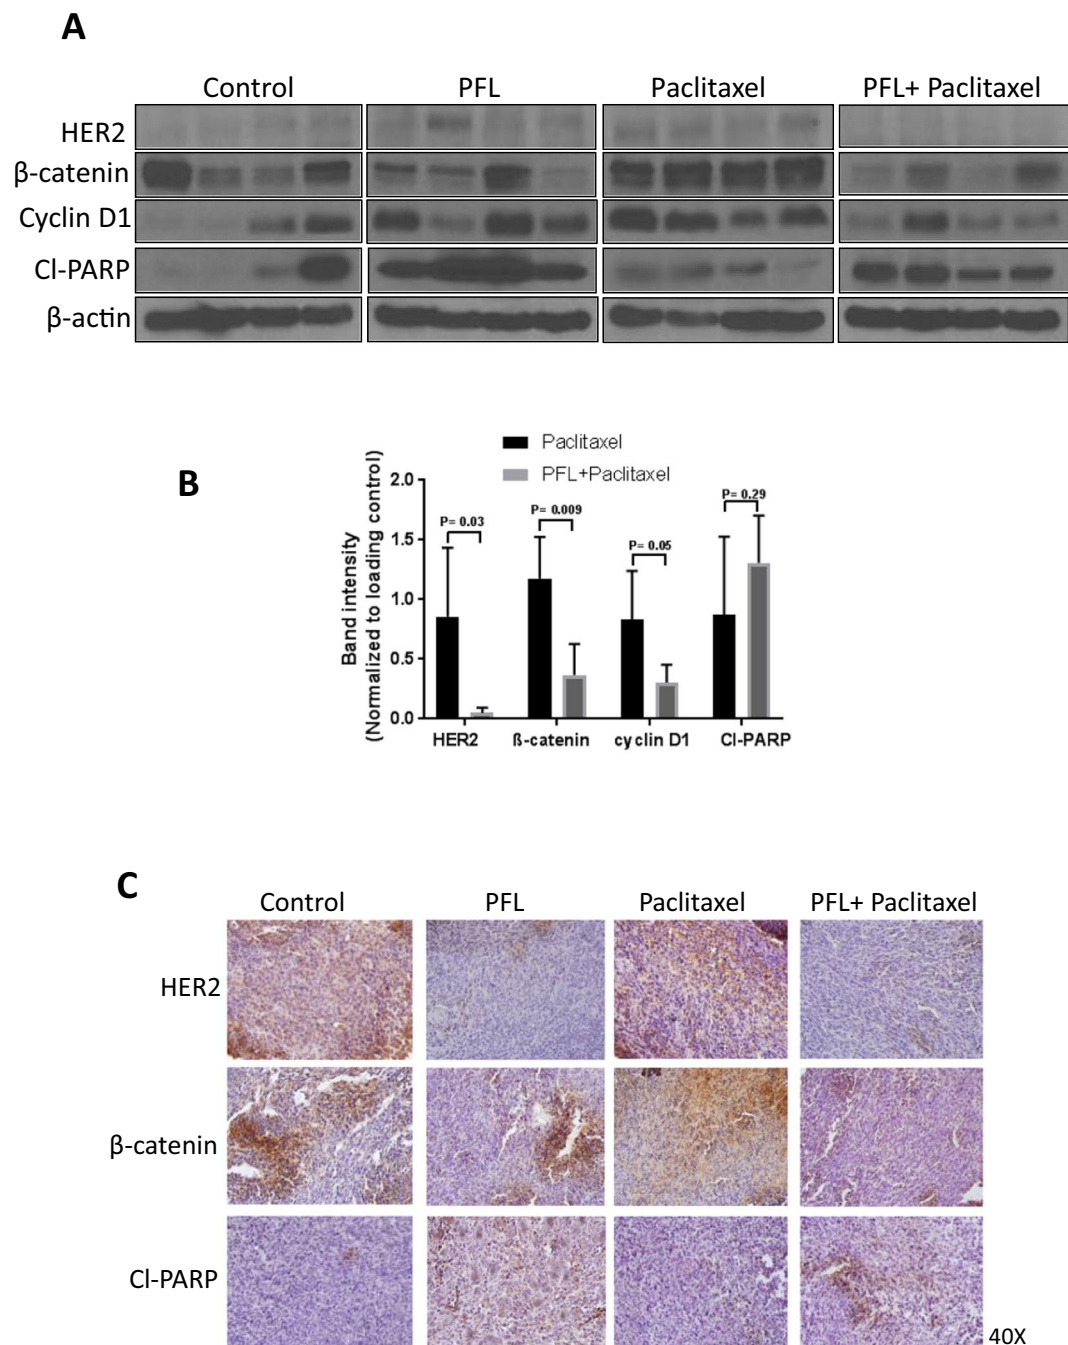 A
Control PFL Paclitaxel PFL+ Paclitaxel
HER2
β-catenin
Cyclin D1
Cl-PARP
β-actin
B
Paclitaxel
PFL+Paclitaxel
Band intensity
(Normalized to loading control)
2.0
1.5
1.0
0.5
0.0
P= 0.03
P= 0.009
P= 0.05
P= 0.29
HER2 ß-catenin cyclin D1 Cl-PARP
C
Control PFL Paclitaxel PFL+ Paclitaxel
HER2
β-catenin
Cl-PARP
40X